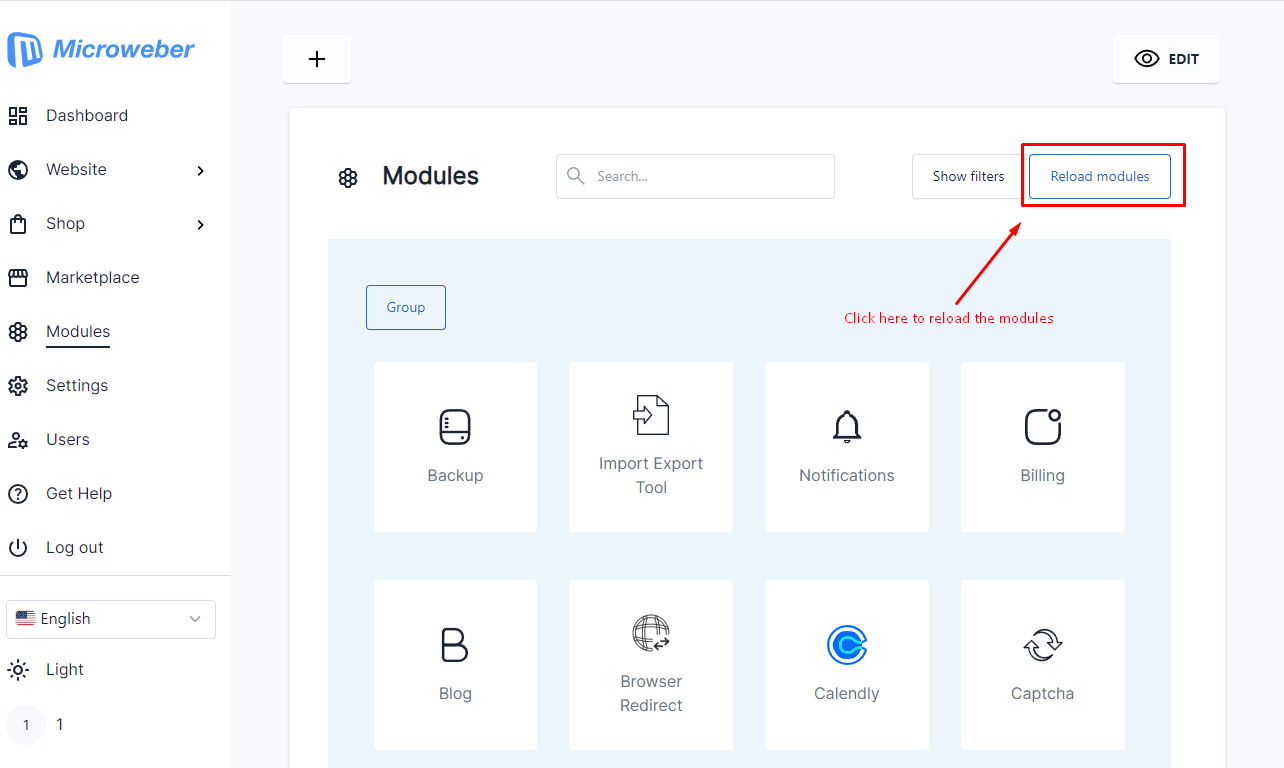 Microweber
Dashboard
Website
Shop
Marketplace
Modules
Settings
Users
Get Help
Log out
English
Light
1
1
EDIT
Modules
Search...
Show filters
Reload modules
Click here to reload the modules
Group
Backup
Import Export
Tool
Notifications
Billing
Blog
Browser
Redirect
Calendly
Captcha